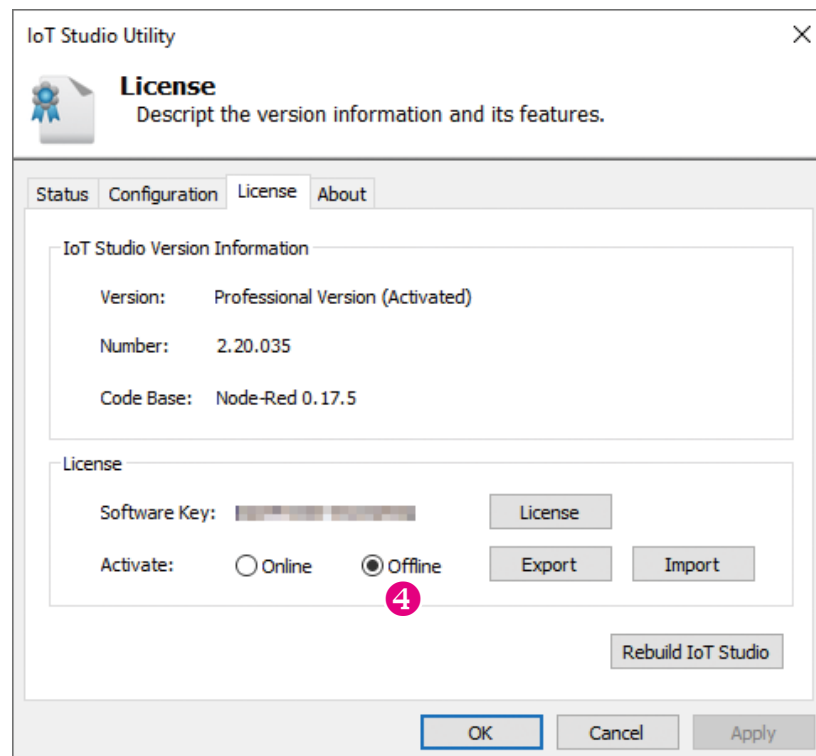 IoT Studio Utility
License
Descript the version information and its features.
Status Configuration License About
IoT Studio Version Information
Version: Professional Version (Activated)
Number: 2.20.035
Code Base: Node-Red 0.17.5
License
Software Key: License
Activate: Online Offline Export Import
4
Rebuild IoT Studio
OK Cancel Apply